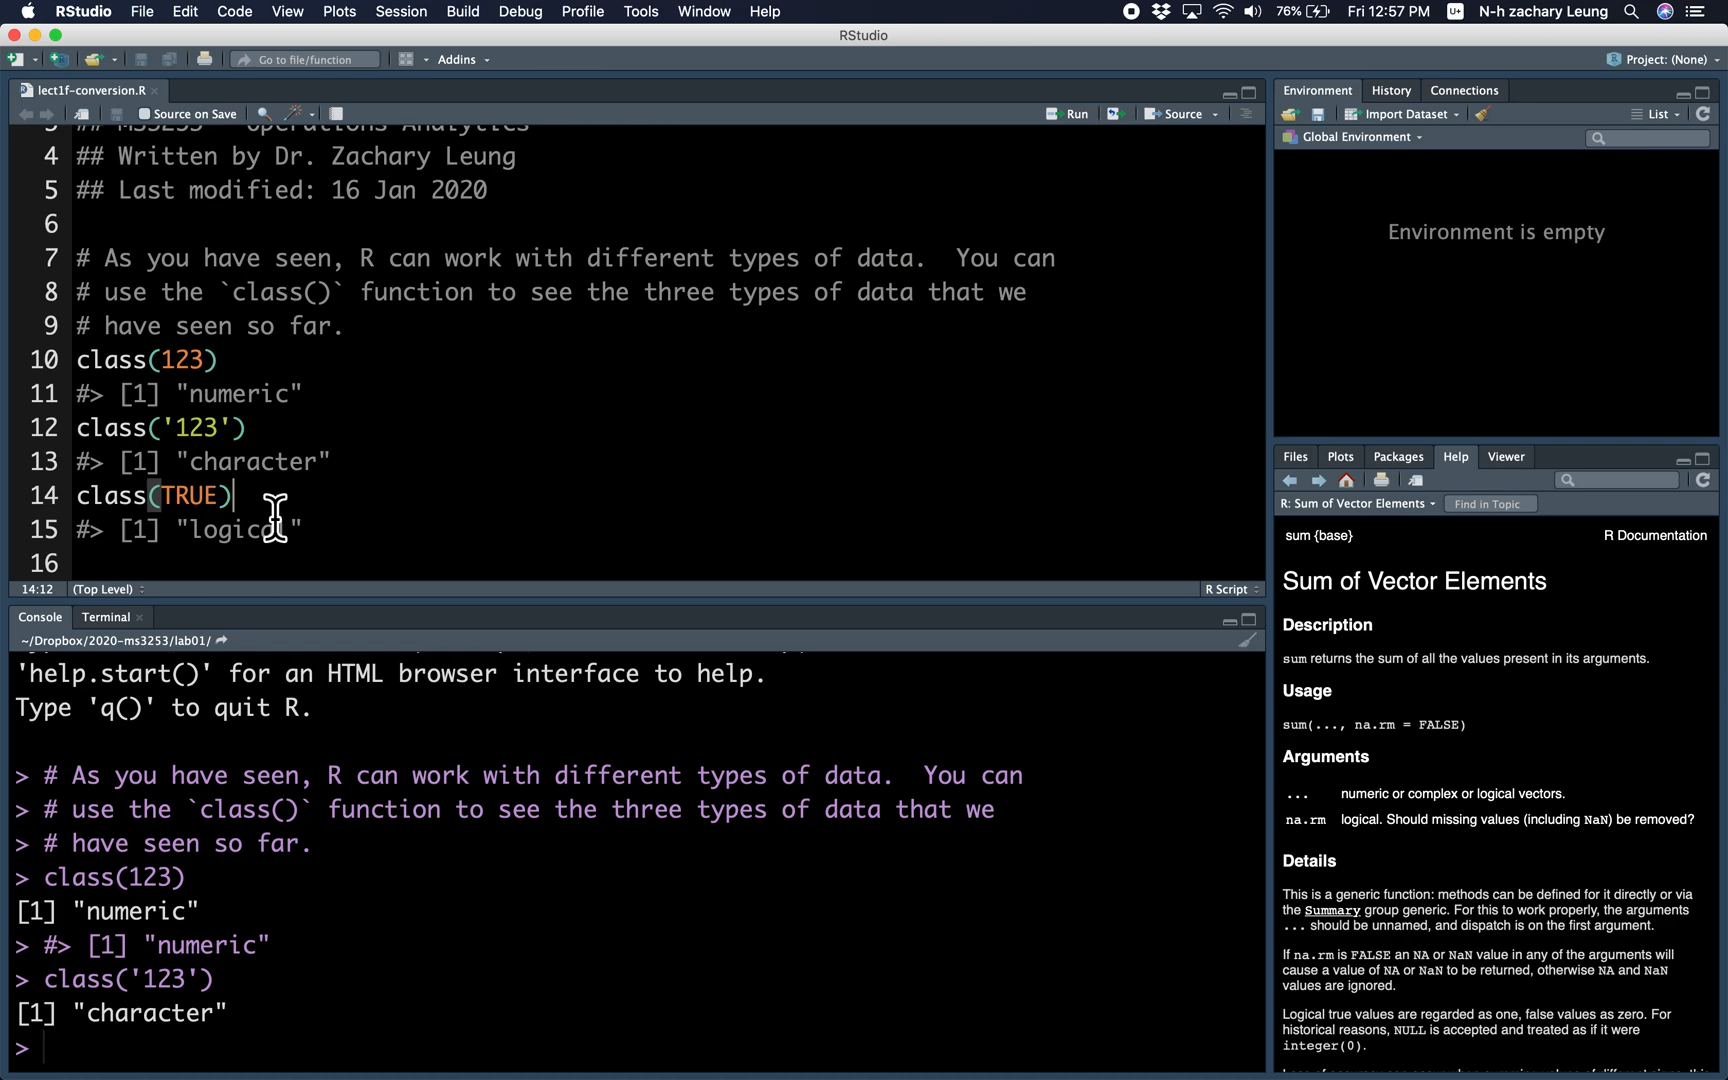 RStudio File Edit Code View Plots Session Build Debug Profile Tools Window Help 76% Fri 12:57 PM U+ N-h zachary Leung
RStudio
Go to file/function Addins Project: (None)
lect1f-conversion.R
Source on Save Run Source
4 ## Written by Dr. Zachary Leung
5 ## Last modified: 16 Jan 2020
6
7 # As you have seen, R can work with different types of data.  You can
8 # use the `class()` function to see the three types of data that we
9 # have seen so far.
10 class(123)
11 #> [1] "numeric"
12 class('123')
13 #> [1] "character"
14 class(TRUE)
15 #> [1] "logical"
16
14:12 (Top Level) R Script
Console Terminal
~/Dropbox/2020-ms3253/lab01/
'help.start()' for an HTML browser interface to help.
Type 'q()' to quit R.
> # As you have seen, R can work with different types of data.  You can
> # use the `class()` function to see the three types of data that we
> # have seen so far.
> class(123)
[1] "numeric"
> #> [1] "numeric"
> class('123')
[1] "character"
>
Environment History Connections
Import Dataset List
Global Environment
Environment is empty
Files Plots Packages Help Viewer
R: Sum of Vector Elements Find in Topic
sum {base} R Documentation
Sum of Vector Elements
Description
sum returns the sum of all the values present in its arguments.
Usage
sum(..., na.rm = FALSE)
Arguments
... numeric or complex or logical vectors.
na.rm logical. Should missing values (including NaN) be removed?
Details
This is a generic function: methods can be defined for it directly or via
the Summary group generic. For this to work properly, the arguments
... should be unnamed, and dispatch is on the first argument.
If na.rm is FALSE an NA or NaN value in any of the arguments will
cause a value of NA or NaN to be returned, otherwise NA and NaN
values are ignored.
Logical true values are regarded as one, false values as zero. For
historical reasons, NULL is accepted and treated as if it were
integer(0).